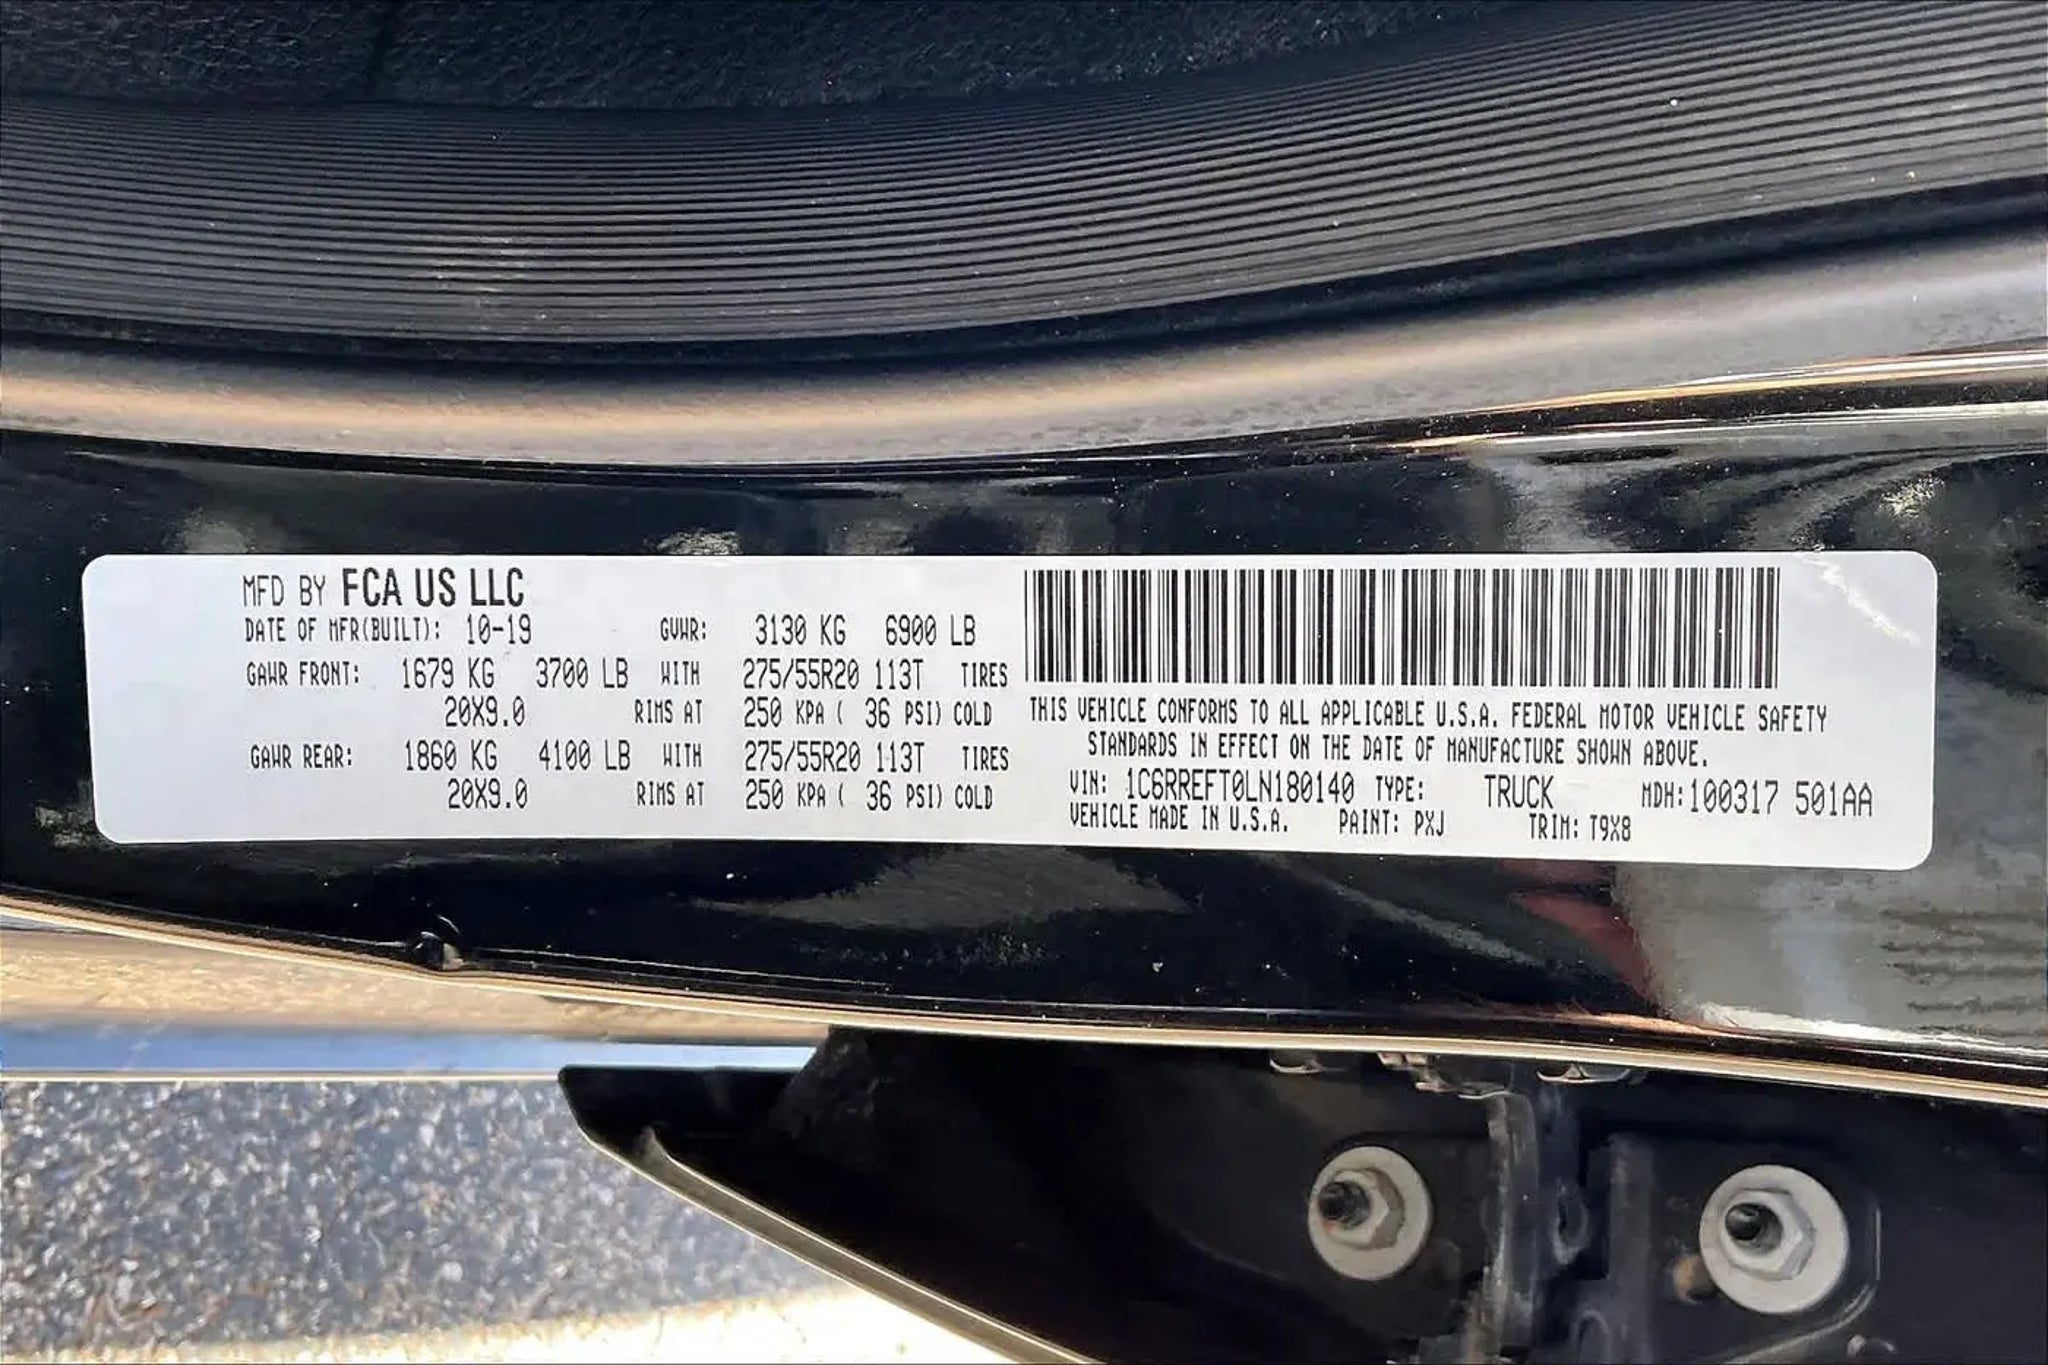 MFD BY FCA US LLC
DATE OF MFR(BUILT): 10-19 GVWR: 3130 KG 6900 LB
GAWR FRONT: 1679 KG 3700 LB WITH 275/55R20 113T TIRES
20X9.0 RIMS AT 250 KPA ( 36 PSI) COLD
GAWR REAR: 1860 KG 4100 LB WITH 275/55R20 113T TIRES
20X9.0 RIMS AT 250 KPA ( 36 PSI) COLD
THIS VEHICLE CONFORMS TO ALL APPLICABLE U.S.A. FEDERAL MOTOR VEHICLE SAFETY
STANDARDS IN EFFECT ON THE DATE OF MANUFACTURE SHOWN ABOVE.
VIN: 1C6RREFT0LN180140 TYPE: TRUCK MDH:100317 501AA
VEHICLE MADE IN U.S.A. PAINT: PXJ TRIM: T9X8